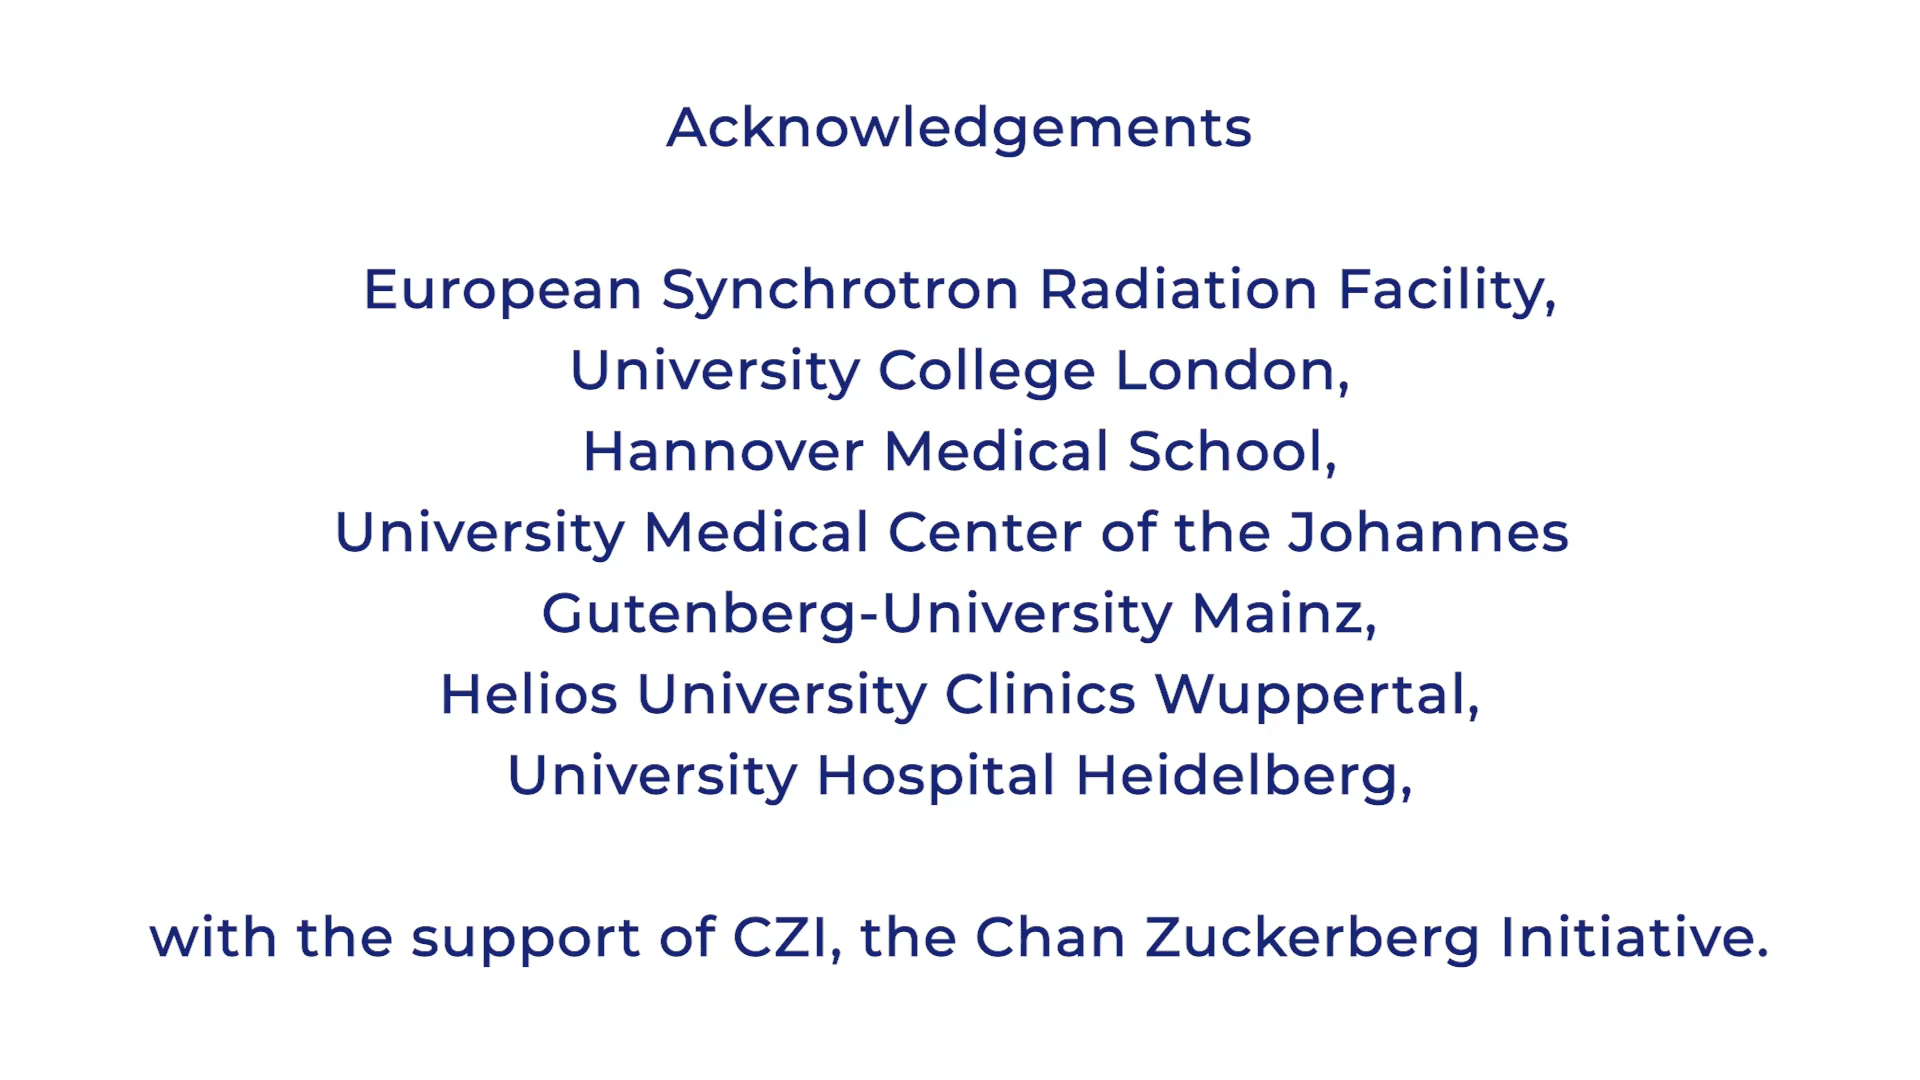 Acknowledgements
European Synchrotron Radiation Facility,
University College London,
Hannover Medical School,
University Medical Center of the Johannes
Gutenberg-University Mainz,
Helios University Clinics Wuppertal,
University Hospital Heidelberg,
with the support of CZI, the Chan Zuckerberg Initiative.